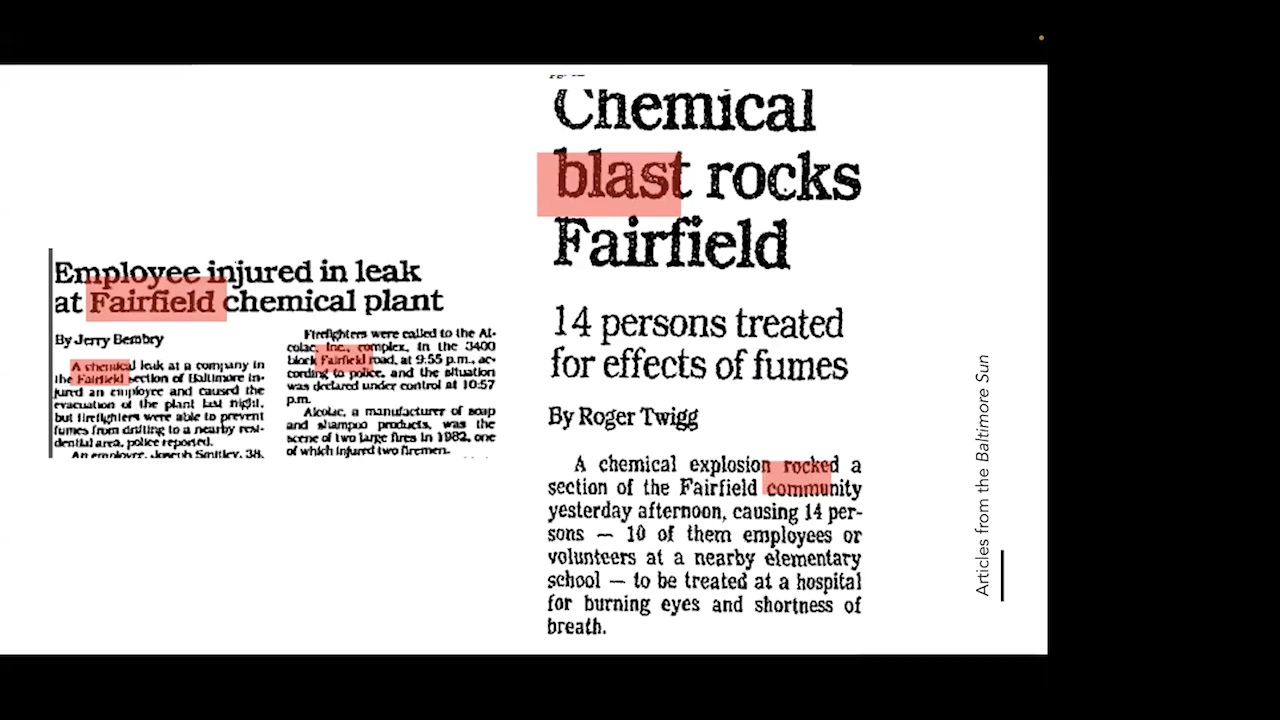 Employee injured in leak
at Fairfield chemical plant
By Jerry Bembry
A chemical leak at a company in
the Fairfield section of Baltimore in-
jured an employee and caused the
evacuation of the plant last night,
but firefighters were able to prevent
fumes from drifting to a nearby resi-
dential area, police reported.
An employee, Joseph Smitley, 38,
Firefighters were called to the Al-
colac, Inc., complex, in the 3400
block Fairfield road, at 9:55 p.m., ac-
cording to police, and the situation
was declared under control at 10:57
p.m.
Alcolac, a manufacturer of soap
and shampoo products, was the
scene of two large fires in 1982, one
of which injured two firemen.
Chemical
blast rocks
Fairfield
14 persons treated
for effects of fumes
By Roger Twigg
A chemical explosion rocked a
section of the Fairfield community
yesterday afternoon, causing 14 per-
sons — 10 of them employees or
volunteers at a nearby elementary
school — to be treated at a hospital
for burning eyes and shortness of
breath.
Articles from the Baltimore Sun